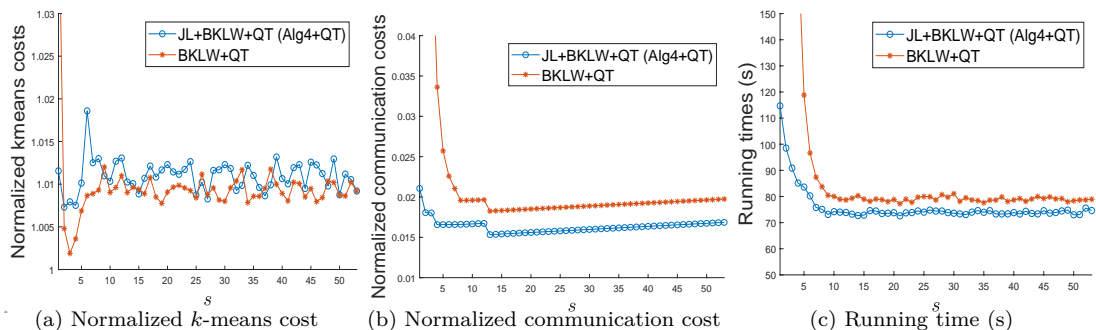 Normalized kmeans costs
1.03
1.025
1.02
1.015
1.01
1.005
1
JL+BKLW+QT (Alg4+QT)
BKLW+QT
5 10 15 20 25 30 35 40 45 50
s
(a) Normalized k-means cost
Normalized communication costs
0.04
0.035
0.03
0.025
0.02
0.015
0.01
JL+BKLW+QT (Alg4+QT)
BKLW+QT
5 10 15 20 25 30 35 40 45 50
s
(b) Normalized communication cost
Running times (s)
150
140
130
120
110
100
90
80
70
60
50
JL+BKLW+QT (Alg4+QT)
BKLW+QT
5 10 15 20 25 30 35 40 45 50
s
(c) Running time (s)